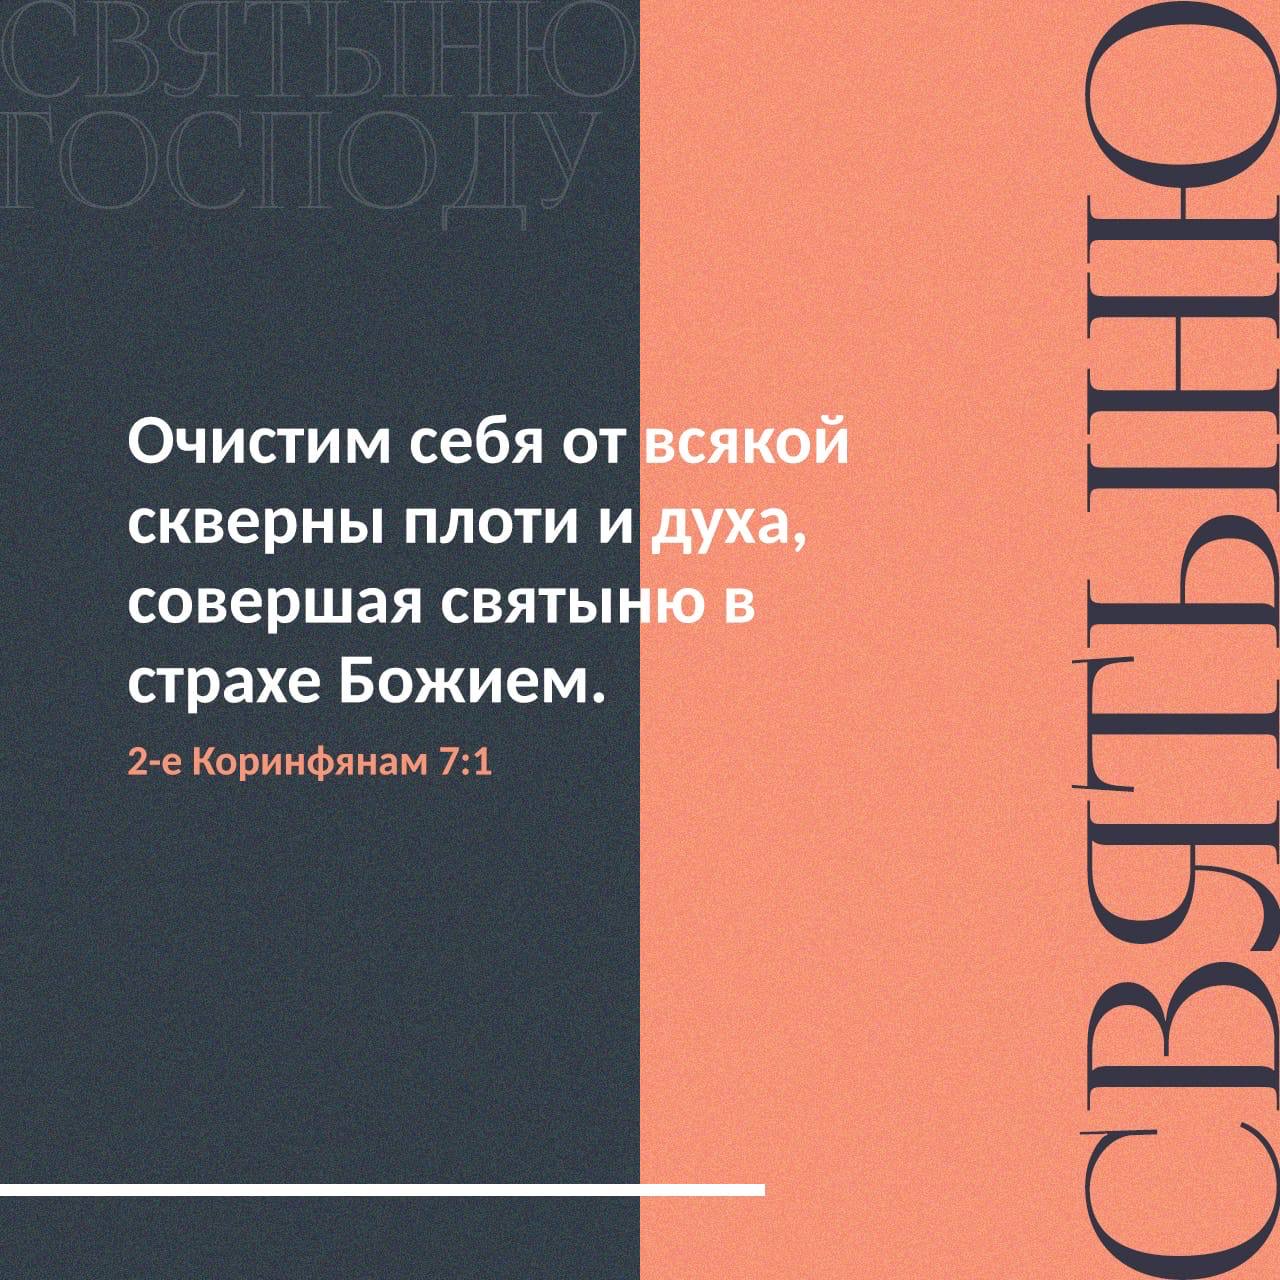 СВЯТЫНЮ
ГОСПОДУ
Очистим себя от всякой
скверны плоти и духа,
совершая святыню в
страхе Божием.
2-е Коринфянам 7:1
СВЯТЫНЮ